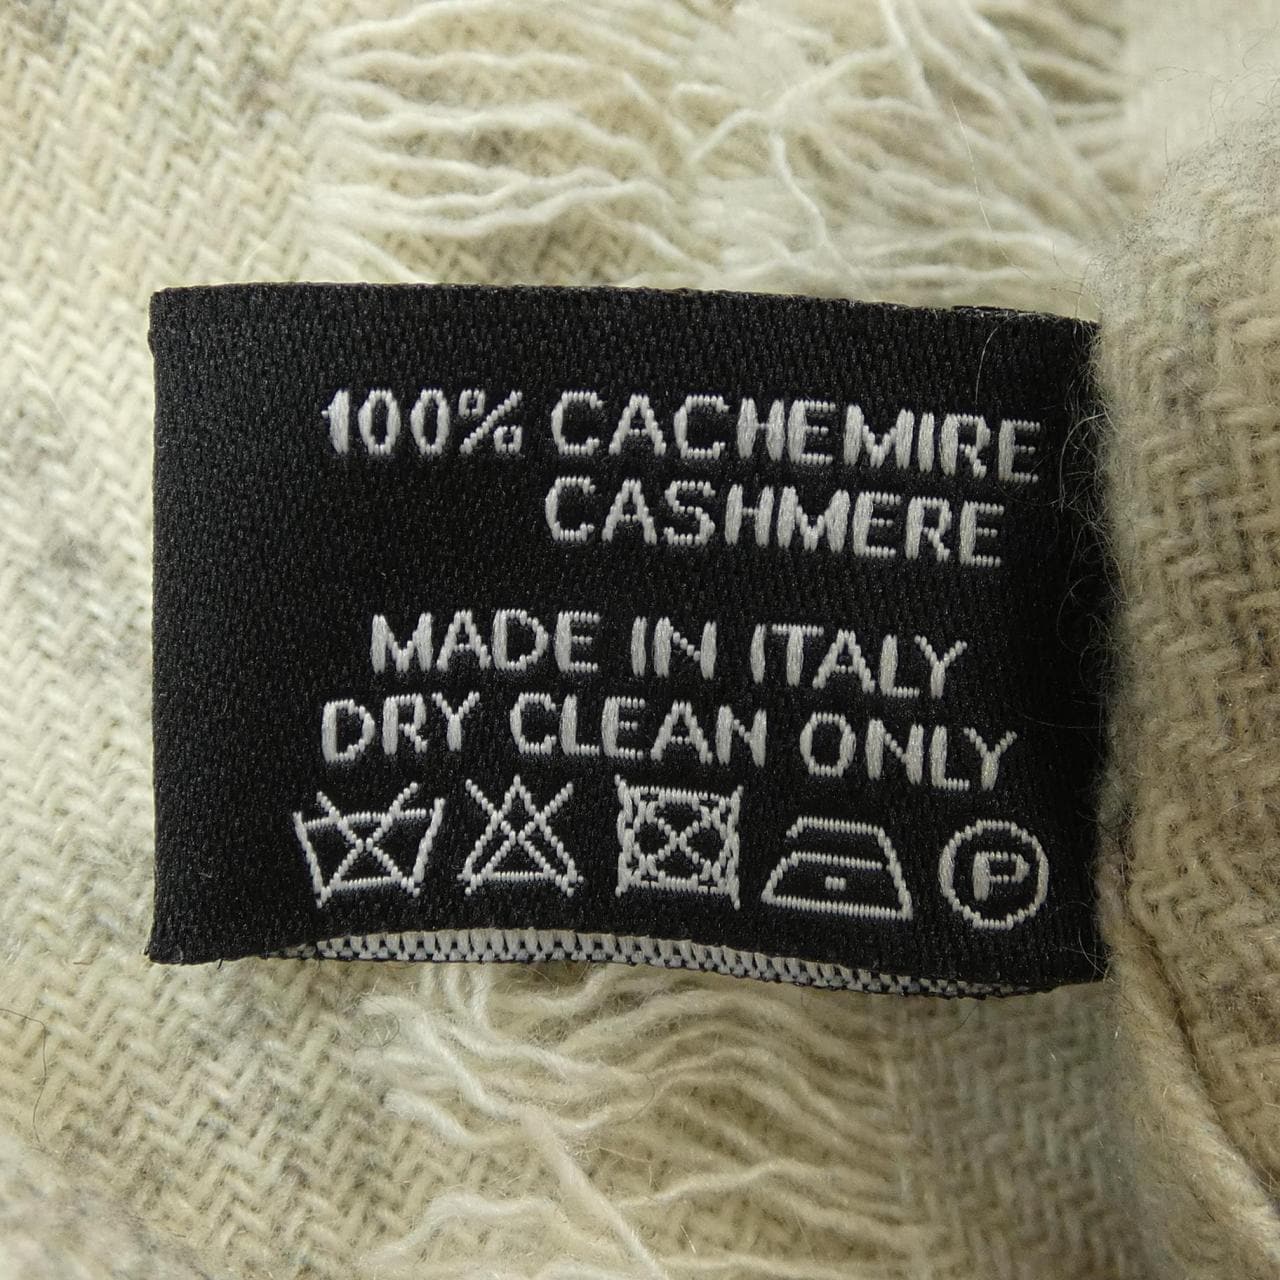 100% CACHEMIRE
CASHMERE
MADE IN ITALY
DRY CLEAN ONLY
P